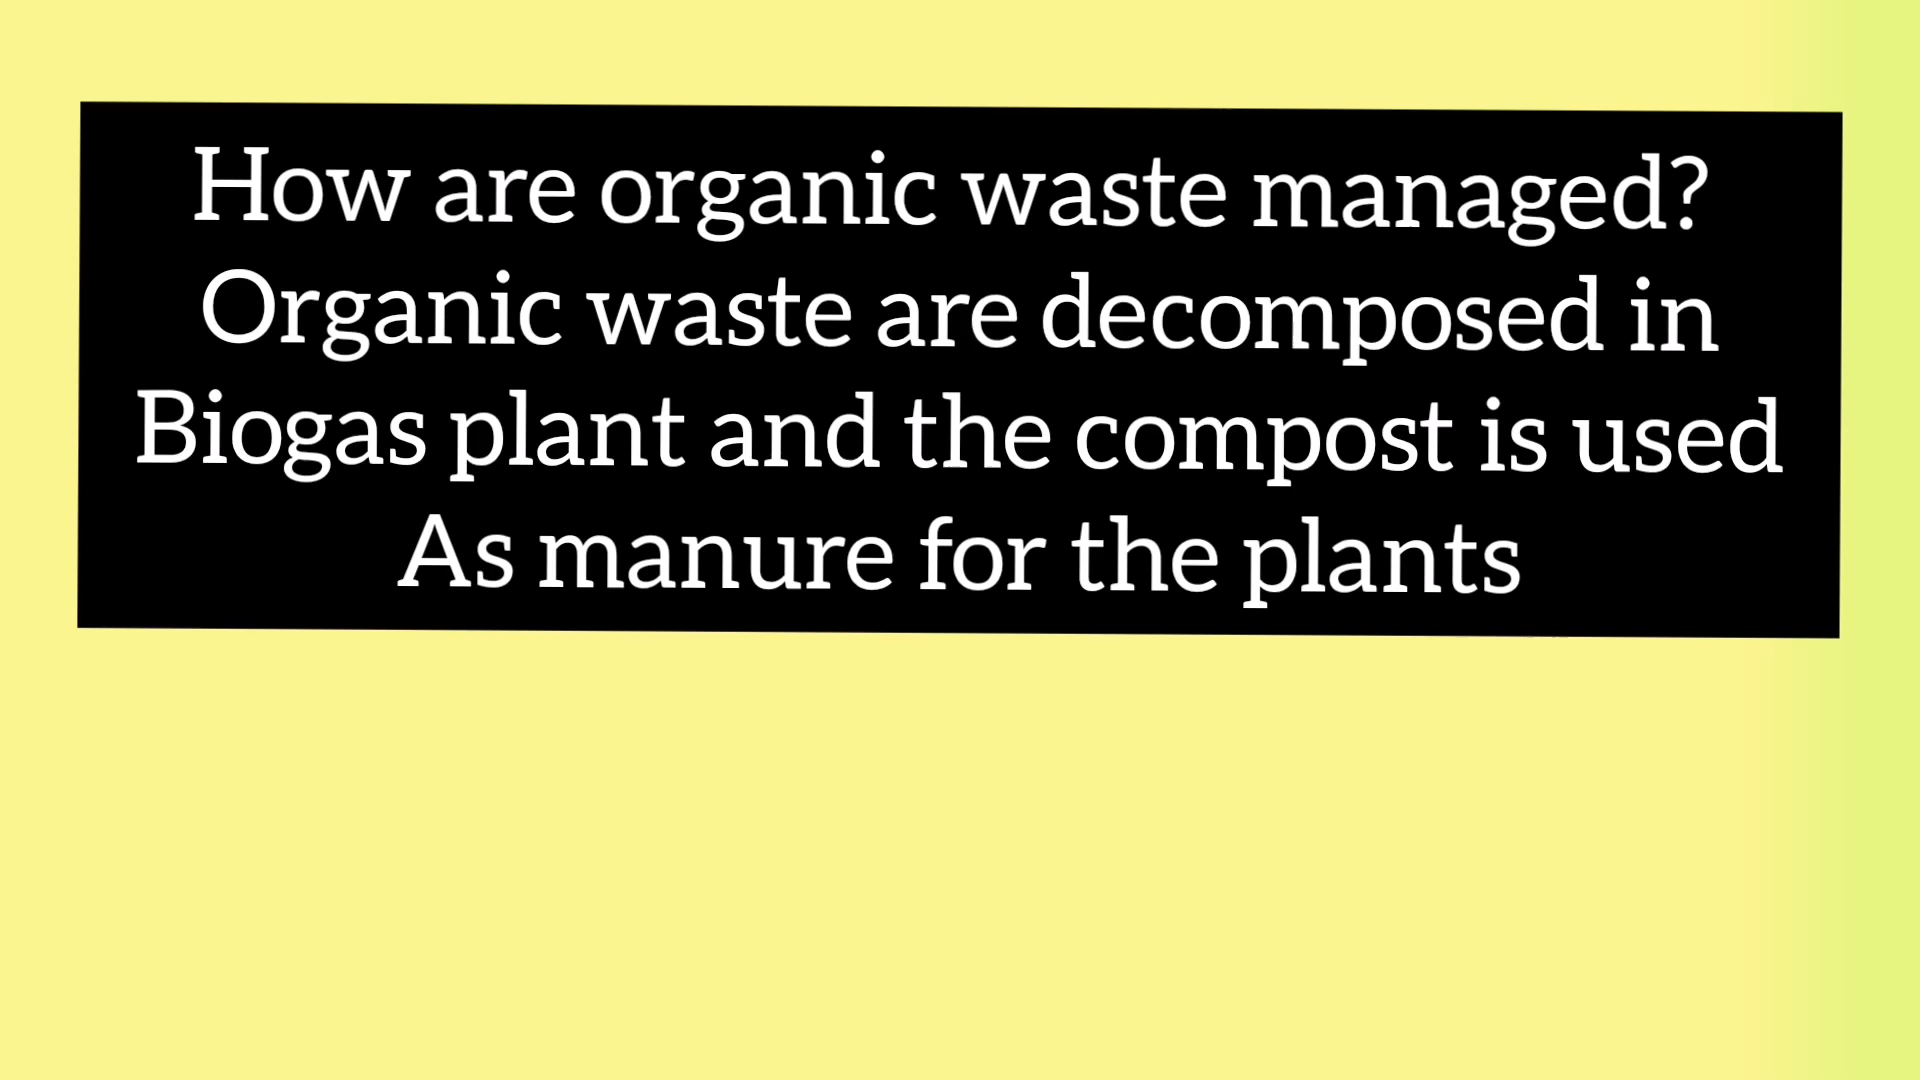 How are organic waste managed?
Organic waste are decomposed in
Biogas plant and the compost is used
As manure for the plants